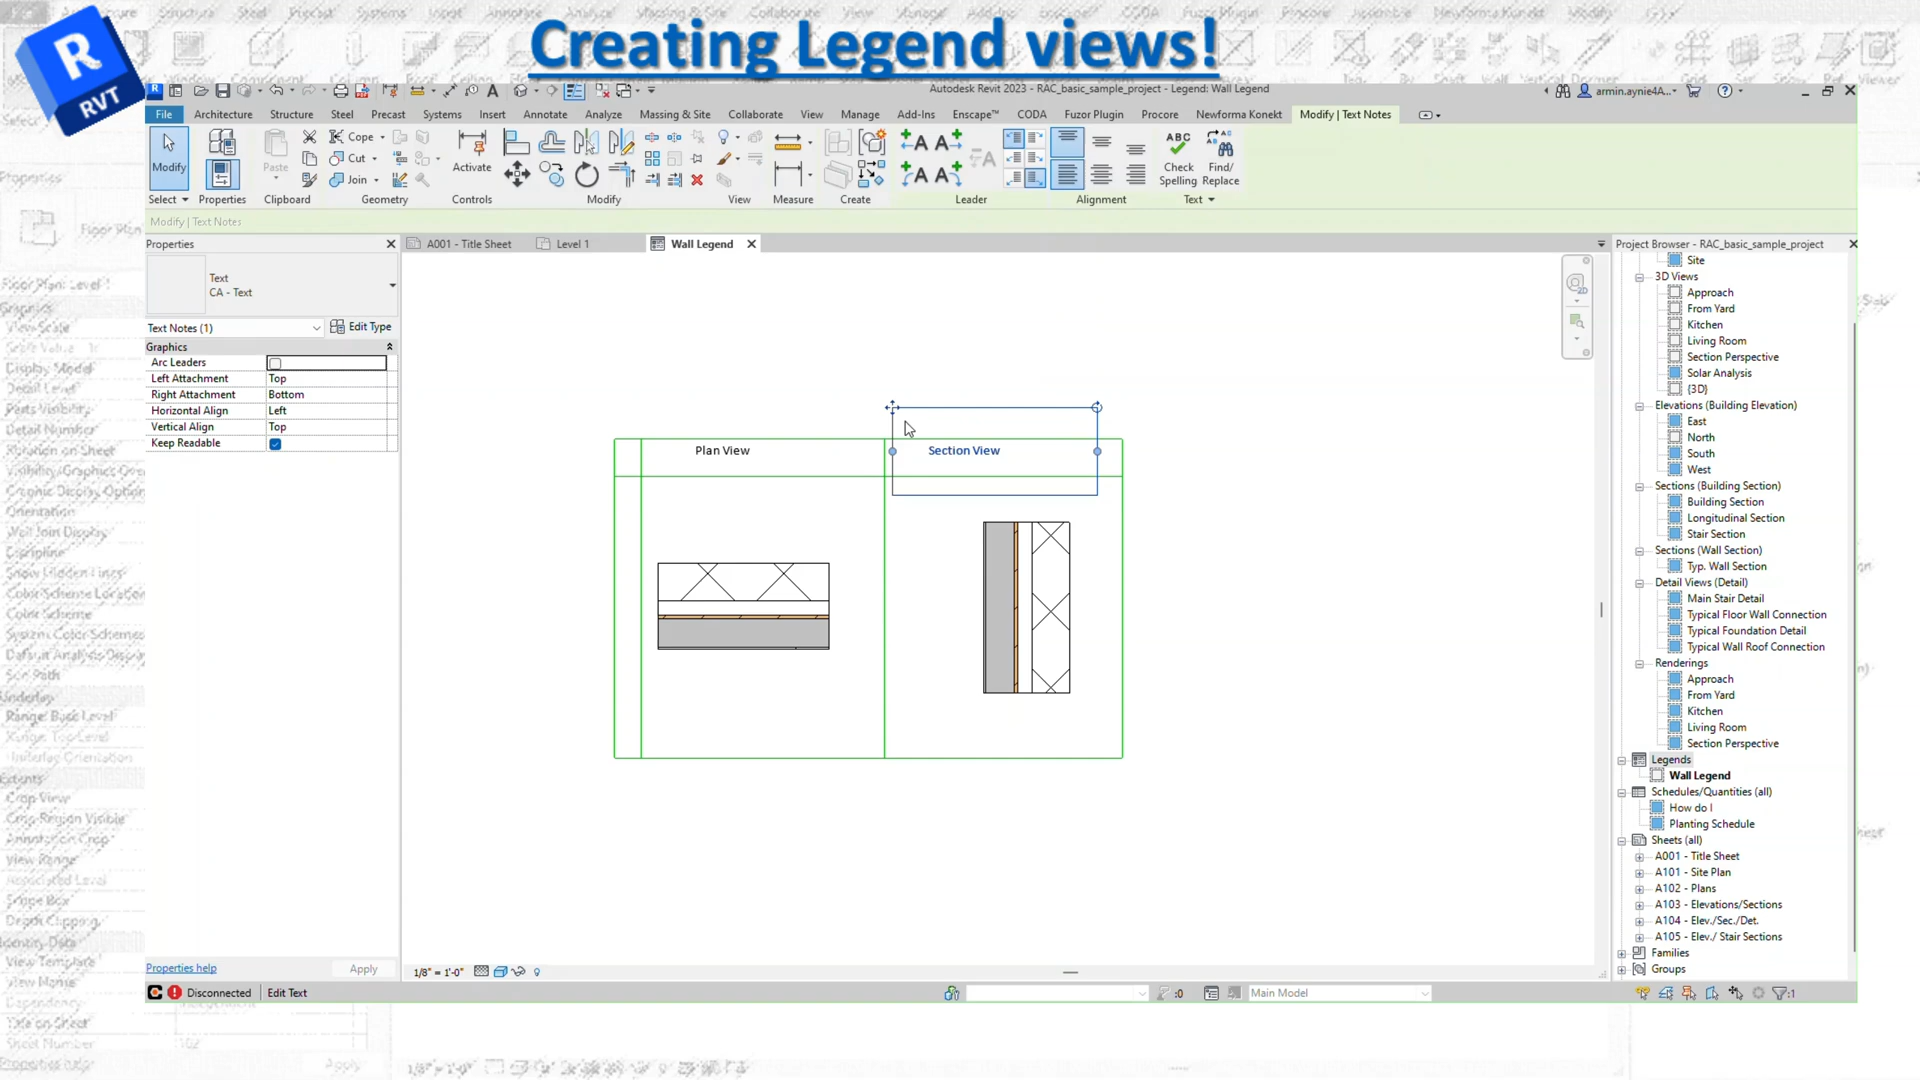 Creating Legend views!
R
RVT
Autodesk Revit 2023 - RAC_basic_sample_project - Legend: Wall Legend
armin.aynie4A...
File Architecture Structure Steel Precast Systems Insert Annotate Analyze Massing & Site Collaborate View Manage Add-Ins Enscape™ CODA Fuzor Plugin Procore Newforma Konekt Modify | Text Notes
Modify
Paste
Cope
Cut
Join
Activate
ABC
Check Spelling
Find/ Replace
Select Properties Clipboard Geometry Controls Modify View Measure Create Leader Alignment Text
Modify | Text Notes
Properties
A001 - Title Sheet
Level 1
Wall Legend
Project Browser - RAC_basic_sample_project
Text
CA - Text
Text Notes (1)
Edit Type
Graphics
Arc Leaders
Left Attachment Top
Right Attachment Bottom
Horizontal Align Left
Vertical Align Top
Keep Readable
Properties help
Apply
Plan View
Section View
Site
3D Views
Approach
From Yard
Kitchen
Living Room
Section Perspective
Solar Analysis
{3D}
Elevations (Building Elevation)
East
North
South
West
Sections (Building Section)
Building Section
Longitudinal Section
Stair Section
Sections (Wall Section)
Typ. Wall Section
Detail Views (Detail)
Main Stair Detail
Typical Floor Wall Connection
Typical Foundation Detail
Typical Wall Roof Connection
Renderings
Approach
From Yard
Kitchen
Living Room
Section Perspective
Legends
Wall Legend
Schedules/Quantities (all)
How do I
Planting Schedule
Sheets (all)
A001 - Title Sheet
A101 - Site Plan
A102 - Plans
A103 - Elevations/Sections
A104 - Elev./Sec./Det.
A105 - Elev./ Stair Sections
Families
Groups
1/8" = 1'-0"
Disconnected
Edit Text
:0
Main Model
:1